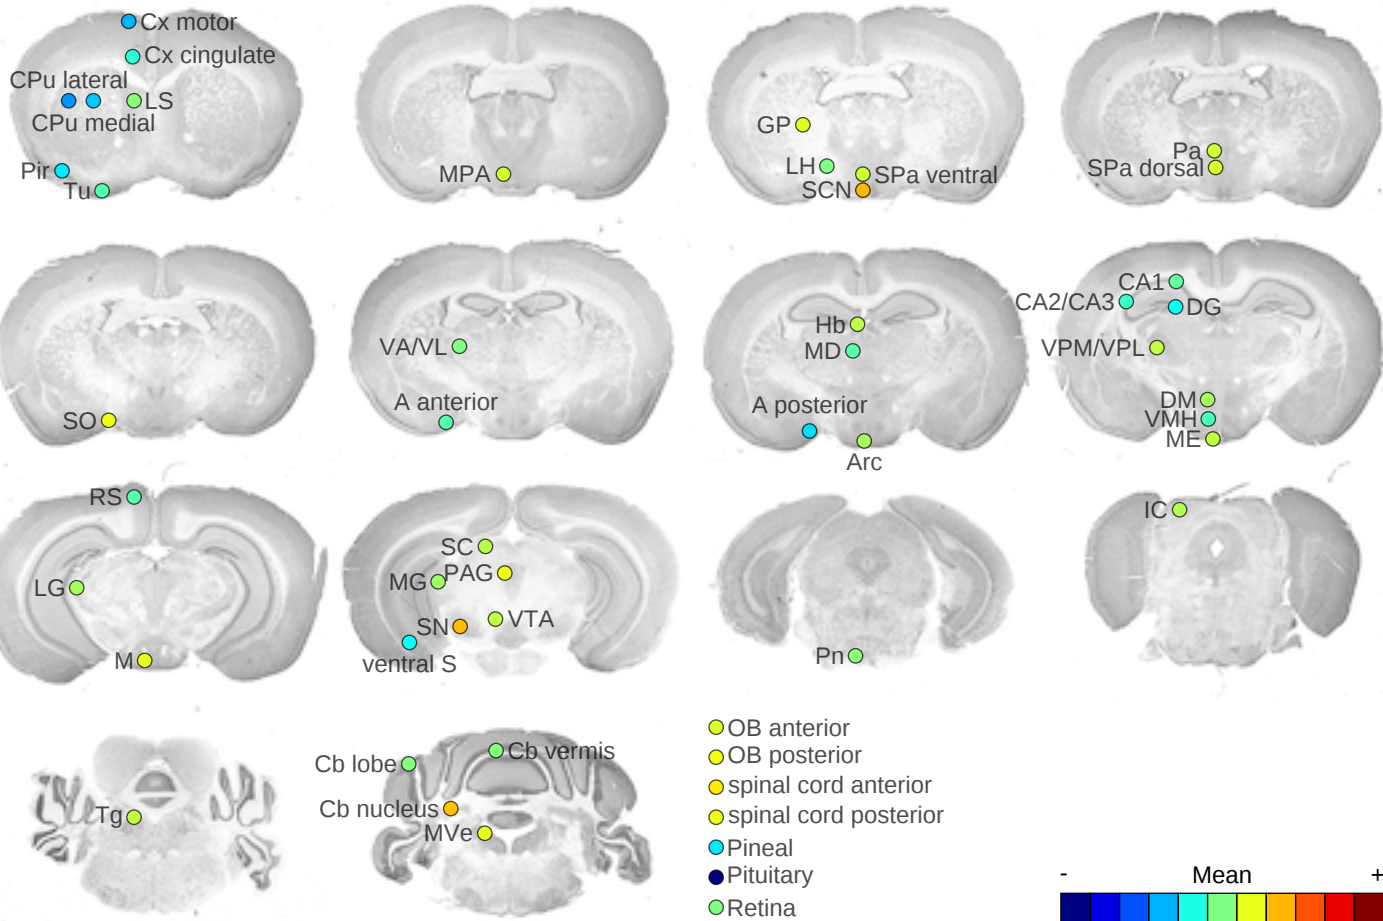 Cx motor
Cx cingulate
CPu lateral
LS
CPu medial
Pir
Tu
MPA
GP
LH
SPa ventral
SCN
Pa
SPa dorsal
SO
VA/VL
A anterior
Hb
MD
A posterior
Arc
CA1
CA2/CA3
DG
VPM/VPL
DM
VMH
ME
RS
LG
M
SC
PAG
MG
VTA
SN
ventral S
Pn
IC
Tg
Cb vermis
Cb lobe
Cb nucleus
MVe
OB anterior
OB posterior
spinal cord anterior
spinal cord posterior
Pineal
Pituitary
Retina
- Mean +